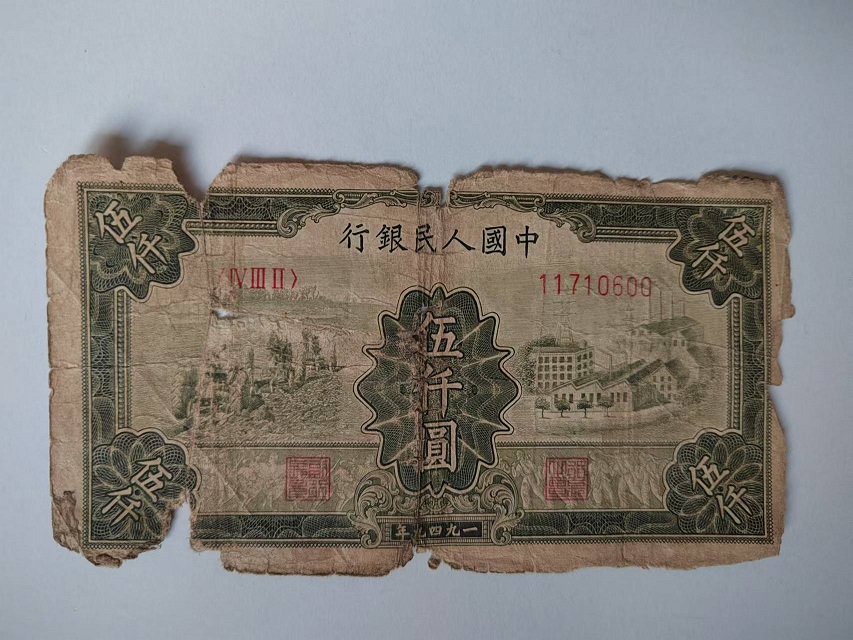 伍仟
伍仟
行銀民人國中
〈IV III II〉
11710600
伍仟圓
伍仟
伍仟
年九四九一